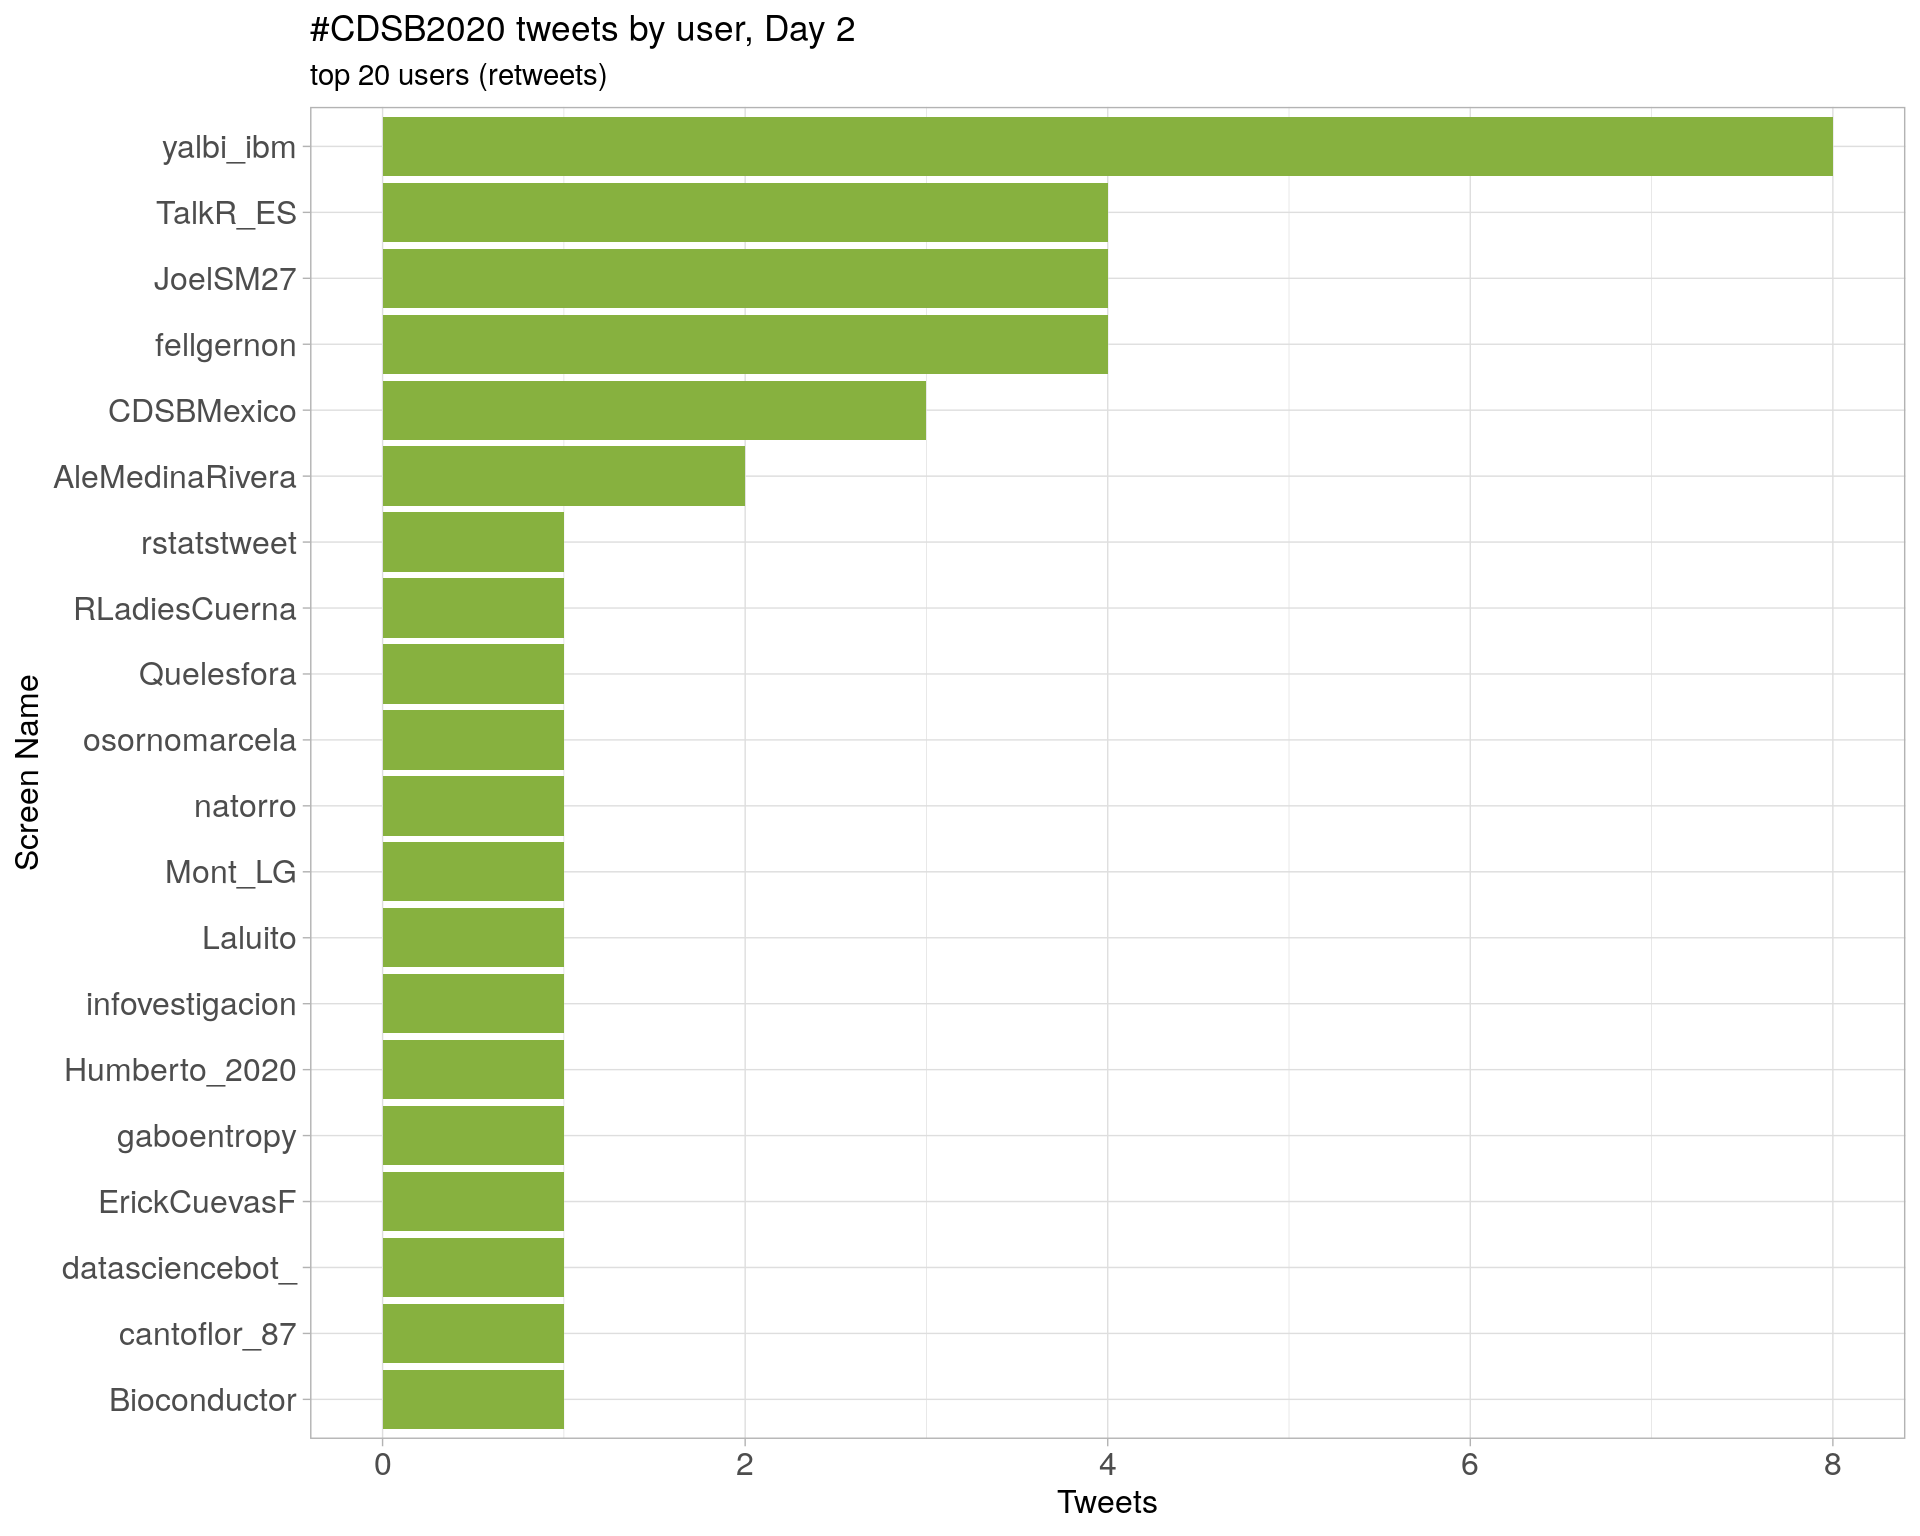 #CDSB2020 tweets by user, Day 2
top 20 users (retweets)
Screen Name
yalbi_ibm
TalkR_ES
JoelSM27
fellgernon
CDSBMexico
AleMedinaRivera
rstatstweet
RLadiesCuerna
Quelesfora
osornomarcela
natorro
Mont_LG
Laluito
infovestigacion
Humberto_2020
gaboentropy
ErickCuevasF
datasciencebot_
cantoflor_87
Bioconductor
0 2 4 6 8
Tweets